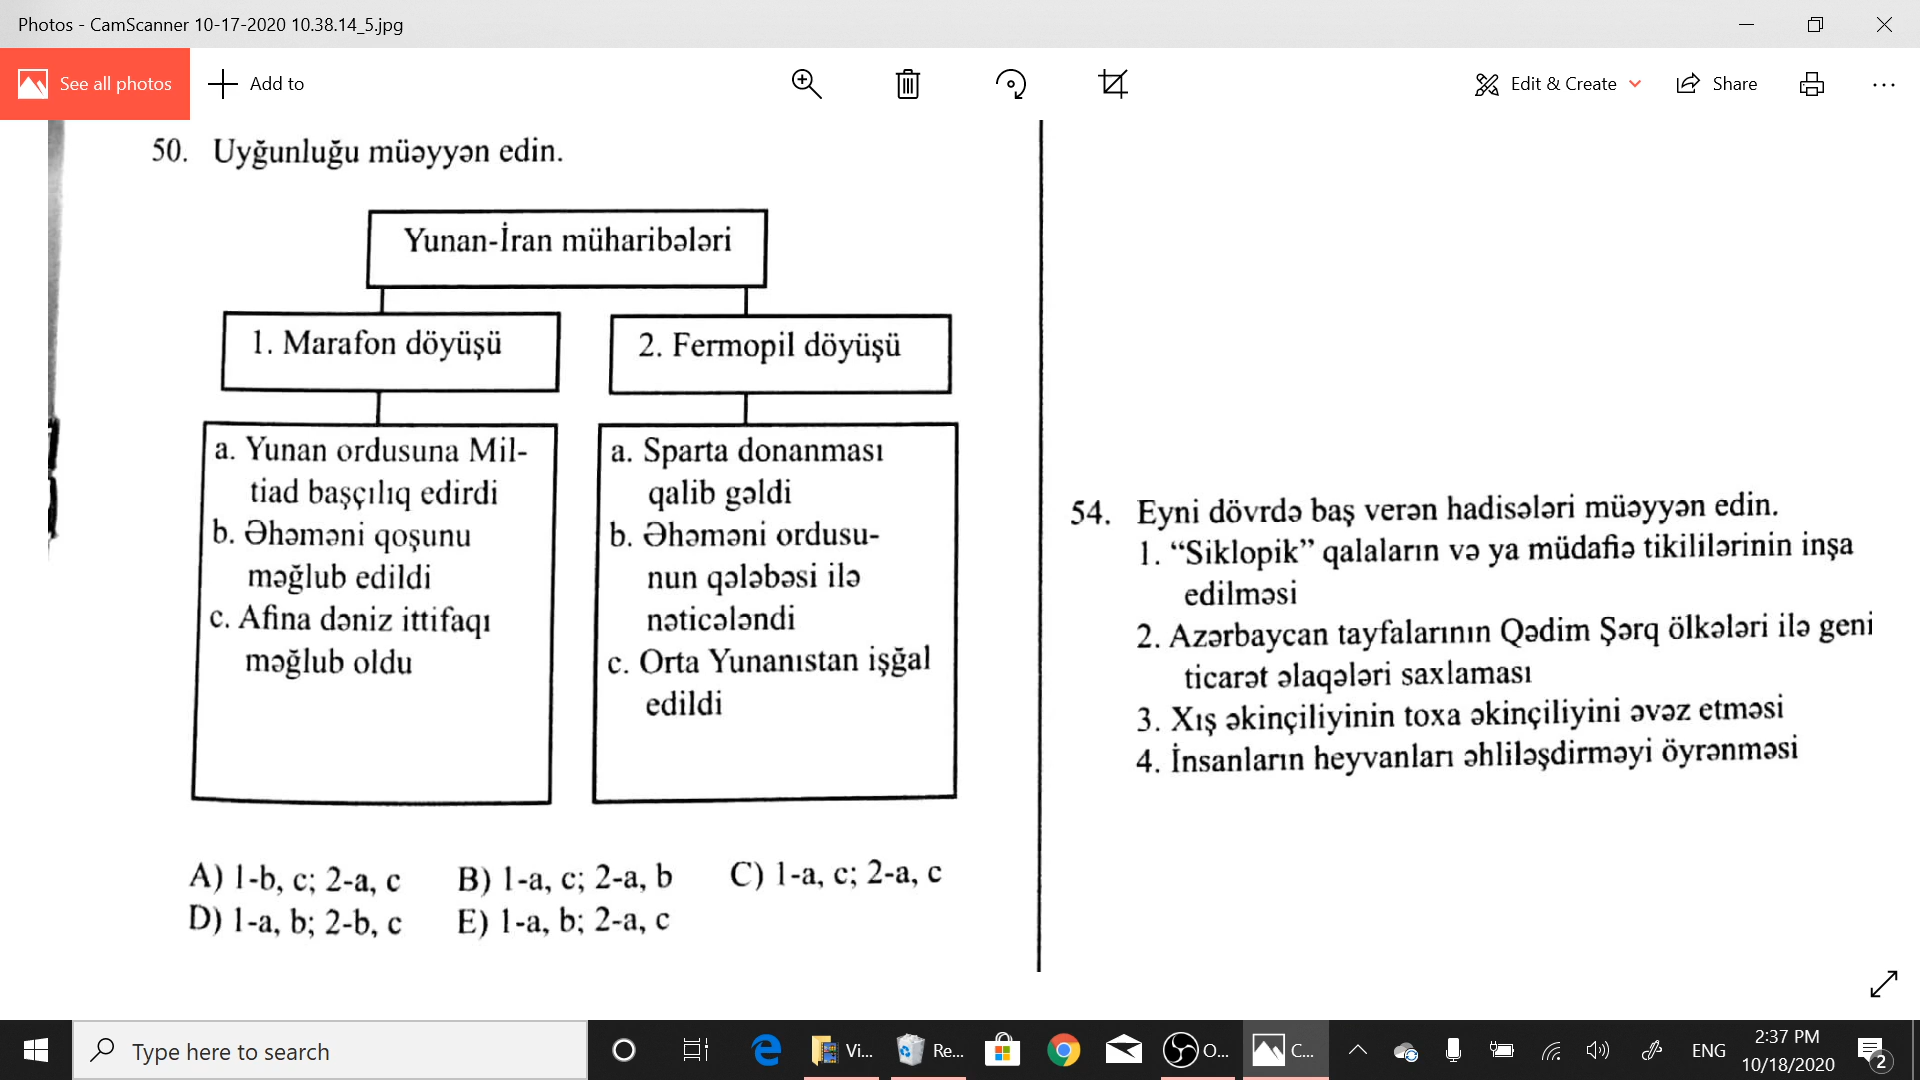 Photos - CamScanner 10-17-2020 10.38.14_5.jpg
See all photos
Add to
Edit & Create
Share
50. Uyğunluğu müəyyən edin.
Yunan-İran müharibələri
1. Marafon döyüşü
2. Fermopil döyüşü
a. Yunan ordusuna Mil-
tiad başçılıq edirdi
b. Əhəməni qoşunu
məğlub edildi
c. Afina dəniz ittifaqı
məğlub oldu
a. Sparta donanması
qalib gəldi
b. Əhəməni ordusu-
nun qələbəsi ilə
nəticələndi
c. Orta Yunanıstan işğal
edildi
A) 1-b, c; 2-a, c B) 1-a, c; 2-a, b C) 1-a, c; 2-a, c
D) 1-a, b; 2-b, c E) 1-a, b; 2-a, c
54. Eyni dövrdə baş verən hadisələri müəyyən edin.
1. “Siklopik” qalaların və ya müdafiə tikililərinin inşa
edilməsi
2. Azərbaycan tayfalarının Qədim Şərq ölkələri ilə geni
ticarət əlaqələri saxlaması
3. Xış əkinçiliyinin toxa əkinçiliyini əvəz etməsi
4. İnsanların heyvanları əhliləşdirməyi öyrənməsi
Type here to search
Vi...
Re...
O...
C...
ENG
2:37 PM
10/18/2020
2